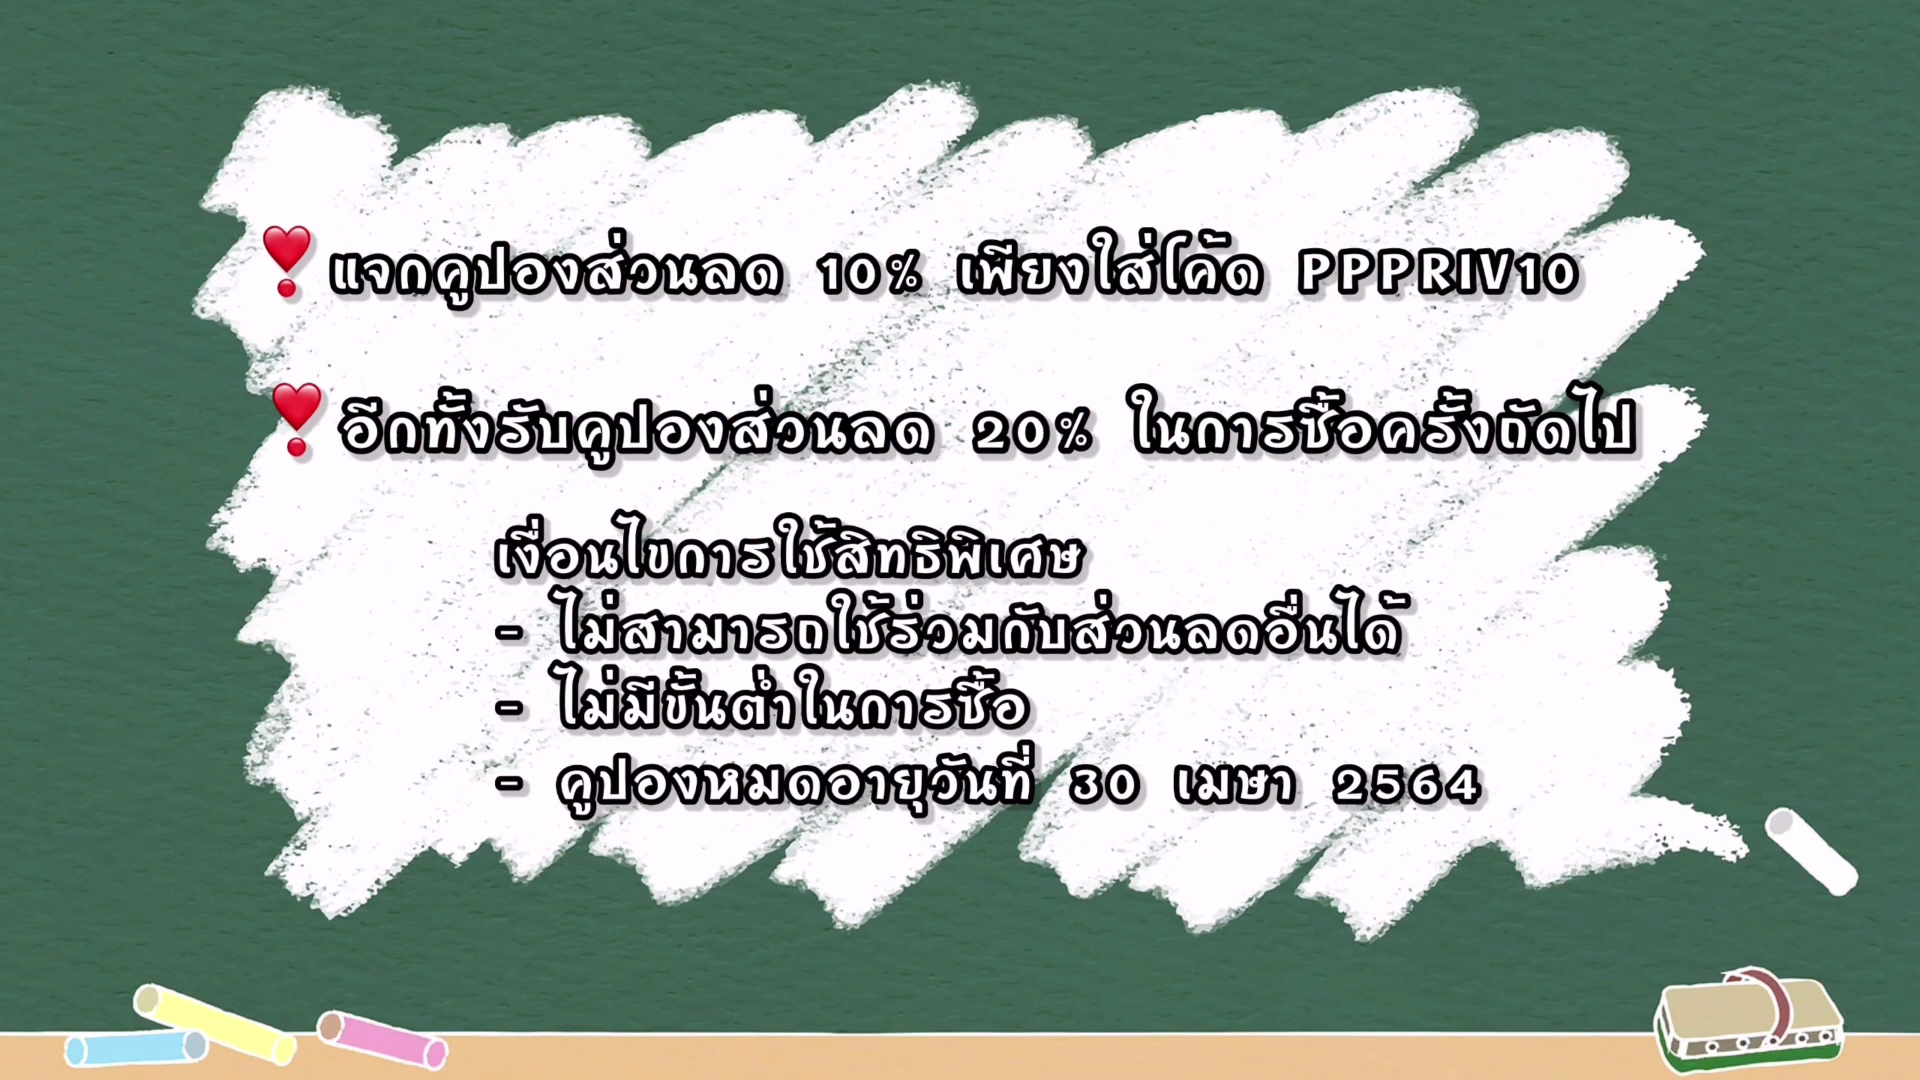 ❣️แจกคูปองส่วนลด 10% เพียงใส่โค้ด PPPRIV10
❣️อีกทั้งรับคูปองส่วนลด 20% ในการซื้อครั้งถัดไป
เงื่อนไขการใช้สิทธิพิเศษ
- ไม่สามารถใช้ร่วมกับส่วนลดอื่นได้
- ไม่มีขั้นต่ำในการซื้อ
- คูปองหมดอายุวันที่ 30 เมษา 2564